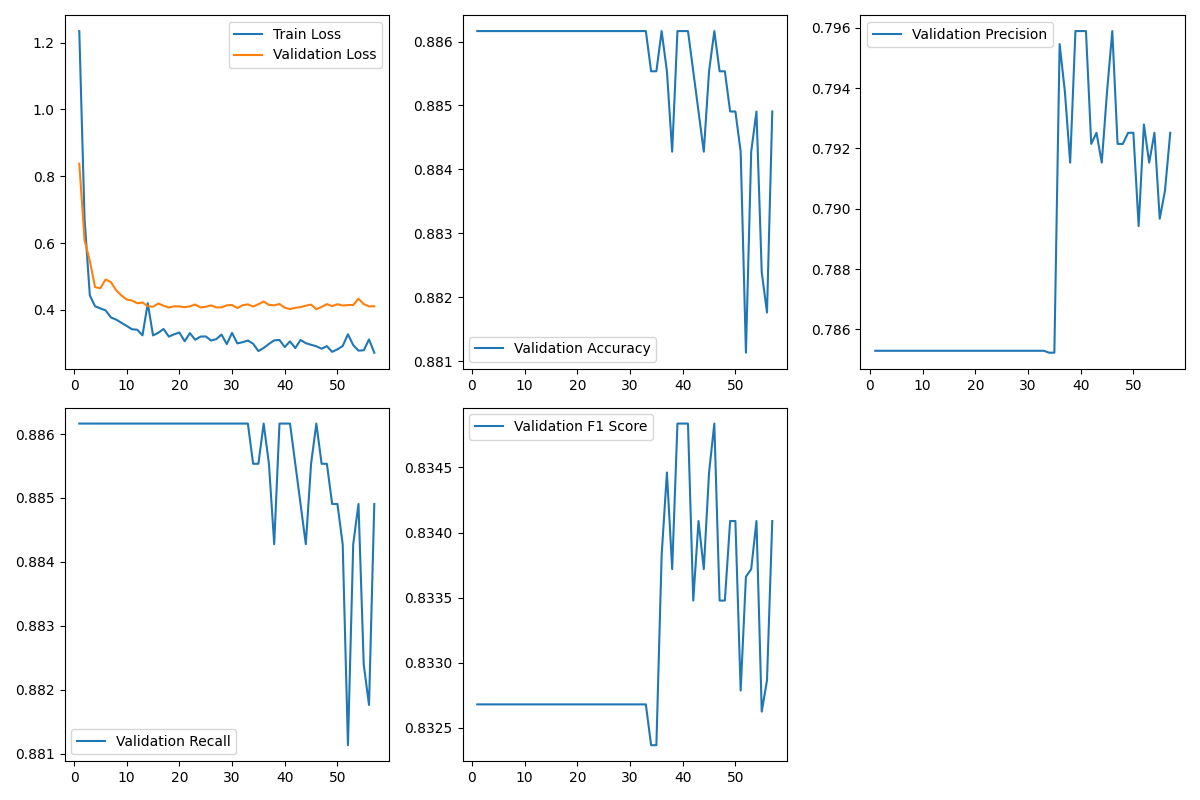 Train Loss
Validation Loss
1.2
1.0
0.8
0.6
0.4
0 10 20 30 40 50
0.886
0.885
0.884
0.883
0.882
0.881
Validation Accuracy
0 10 20 30 40 50
Validation Precision
0.796
0.794
0.792
0.790
0.788
0.786
0 10 20 30 40 50
0.886
0.885
0.884
0.883
0.882
0.881
Validation Recall
0 10 20 30 40 50
Validation F1 Score
0.8345
0.8340
0.8335
0.8330
0.8325
0 10 20 30 40 50